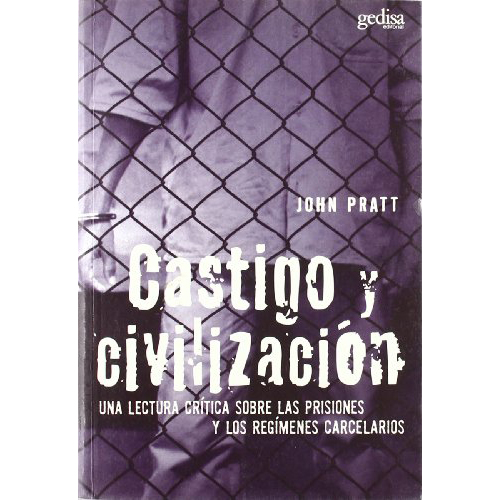 gedisa
editorial
JOHN PRATT
Castigo y
civilización
UNA LECTURA CRÍTICA SOBRE LAS PRISIONES
Y LOS REGÍMENES CARCELARIOS